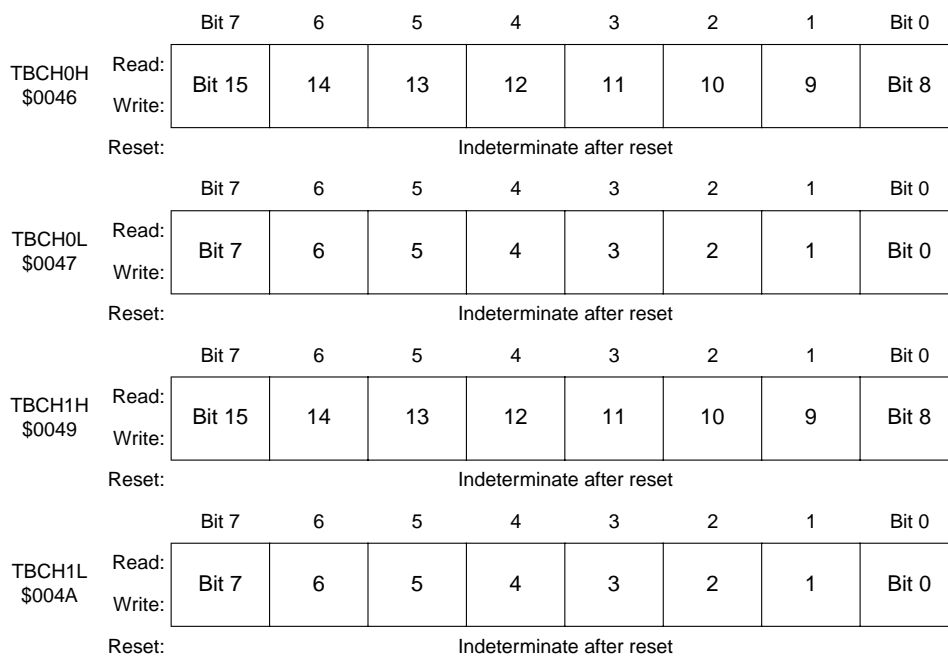 Bit 7 6 5 4 3 2 1 Bit 0
TBCH0H
$0046
Read:
Write:
Bit 15 14 13 12 11 10 9 Bit 8
Reset: Indeterminate after reset
Bit 7 6 5 4 3 2 1 Bit 0
TBCH0L
$0047
Read:
Write:
Bit 7 6 5 4 3 2 1 Bit 0
Reset: Indeterminate after reset
Bit 7 6 5 4 3 2 1 Bit 0
TBCH1H
$0049
Read:
Write:
Bit 15 14 13 12 11 10 9 Bit 8
Reset: Indeterminate after reset
Bit 7 6 5 4 3 2 1 Bit 0
TBCH1L
$004A
Read:
Write:
Bit 7 6 5 4 3 2 1 Bit 0
Reset: Indeterminate after reset